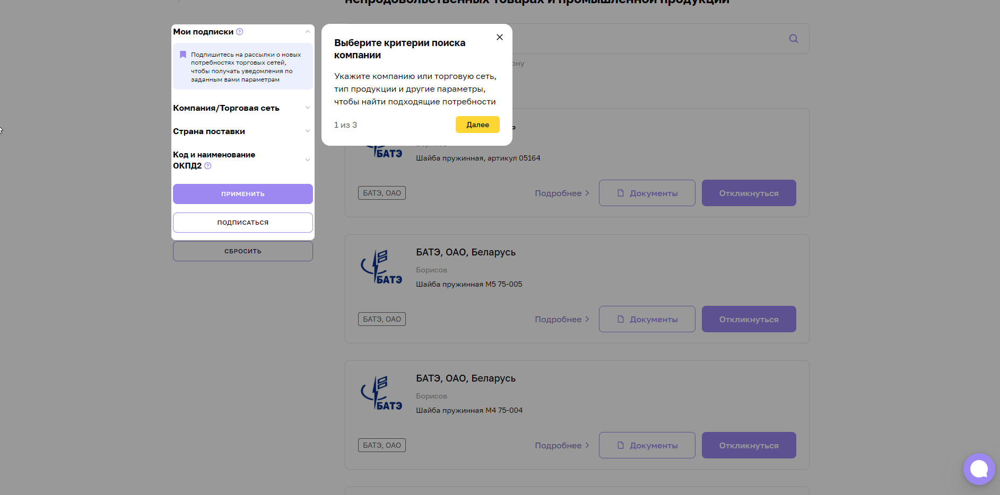 непродовольственных товарах и промышленной продукции
Мои подписки
Подпишитесь на рассылки о новых
потребностях торговых сетей,
чтобы получать уведомления по
заданным вами параметрам
Компания/Торговая сеть
Страна поставки
Код и наименование
ОКПД2
ПРИМЕНИТЬ
ПОДПИСАТЬСЯ
СБРОСИТЬ
Выберите критерии поиска
компании
Укажите компанию или торговую сеть,
тип продукции и другие параметры,
чтобы найти подходящие потребности
1 из 3
Далее
БАТЭ
Шайба пружинная, артикул 05164
БАТЭ, ОАО
Подробнее
Документы
Откликнуться
БАТЭ
БАТЭ, ОАО, Беларусь
Борисов
Шайба пружинная М5 75-005
БАТЭ, ОАО
Подробнее
Документы
Откликнуться
БАТЭ
БАТЭ, ОАО, Беларусь
Борисов
Шайба пружинная М4 75-004
БАТЭ, ОАО
Подробнее
Документы
Откликнуться